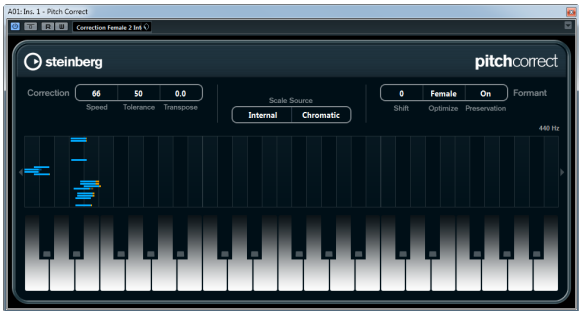 A01: Ins. 1 - Pitch Correct
R W Correction Female 2 Inf
steinberg
pitchcorrect
Correction 66 50 0.0
Speed Tolerance Transpose
Scale Source
Internal Chromatic
0 Female On Formant
Shift Optimize Preservation
440 Hz